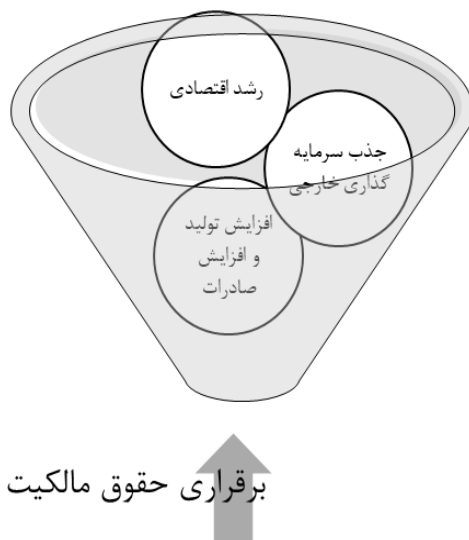 رشد اقتصادی
جذب سرمایه
گذاری خارجی
افزایش تولید
و افزایش
صادرات
برقراری حقوق مالکیت